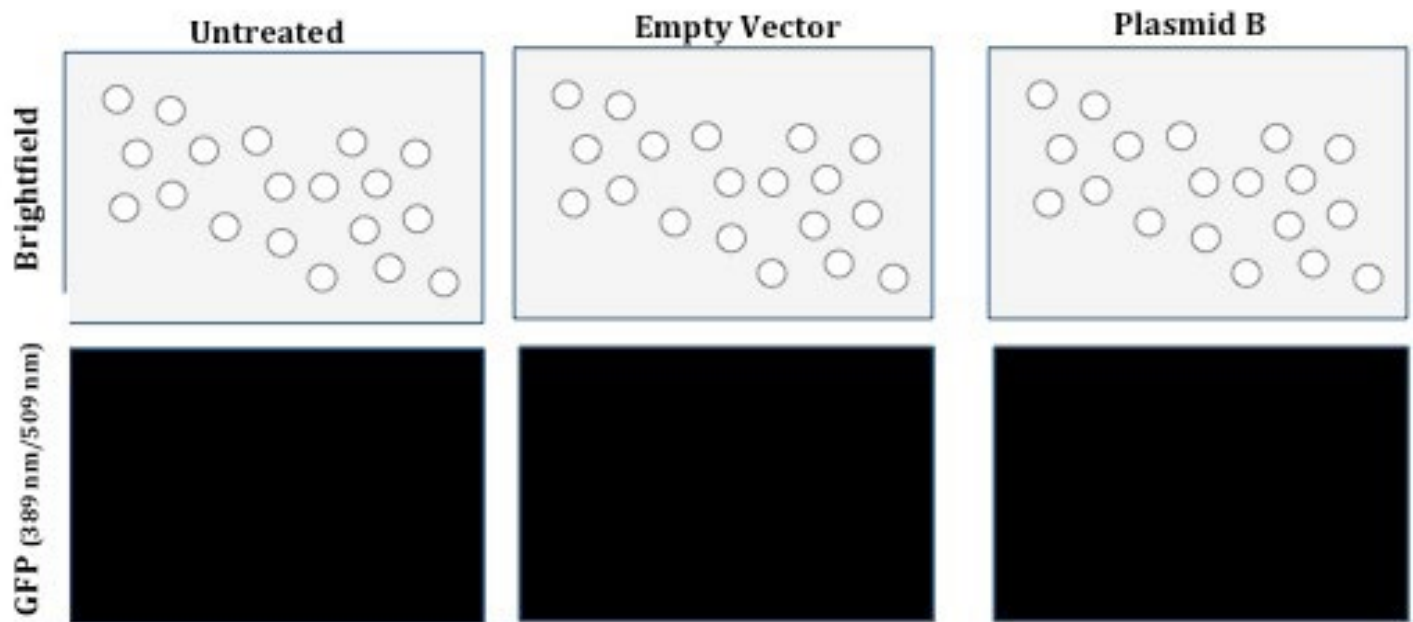 Untreated
Empty Vector
Plasmid B
Brightfield
GFP (389 nm/509 nm)